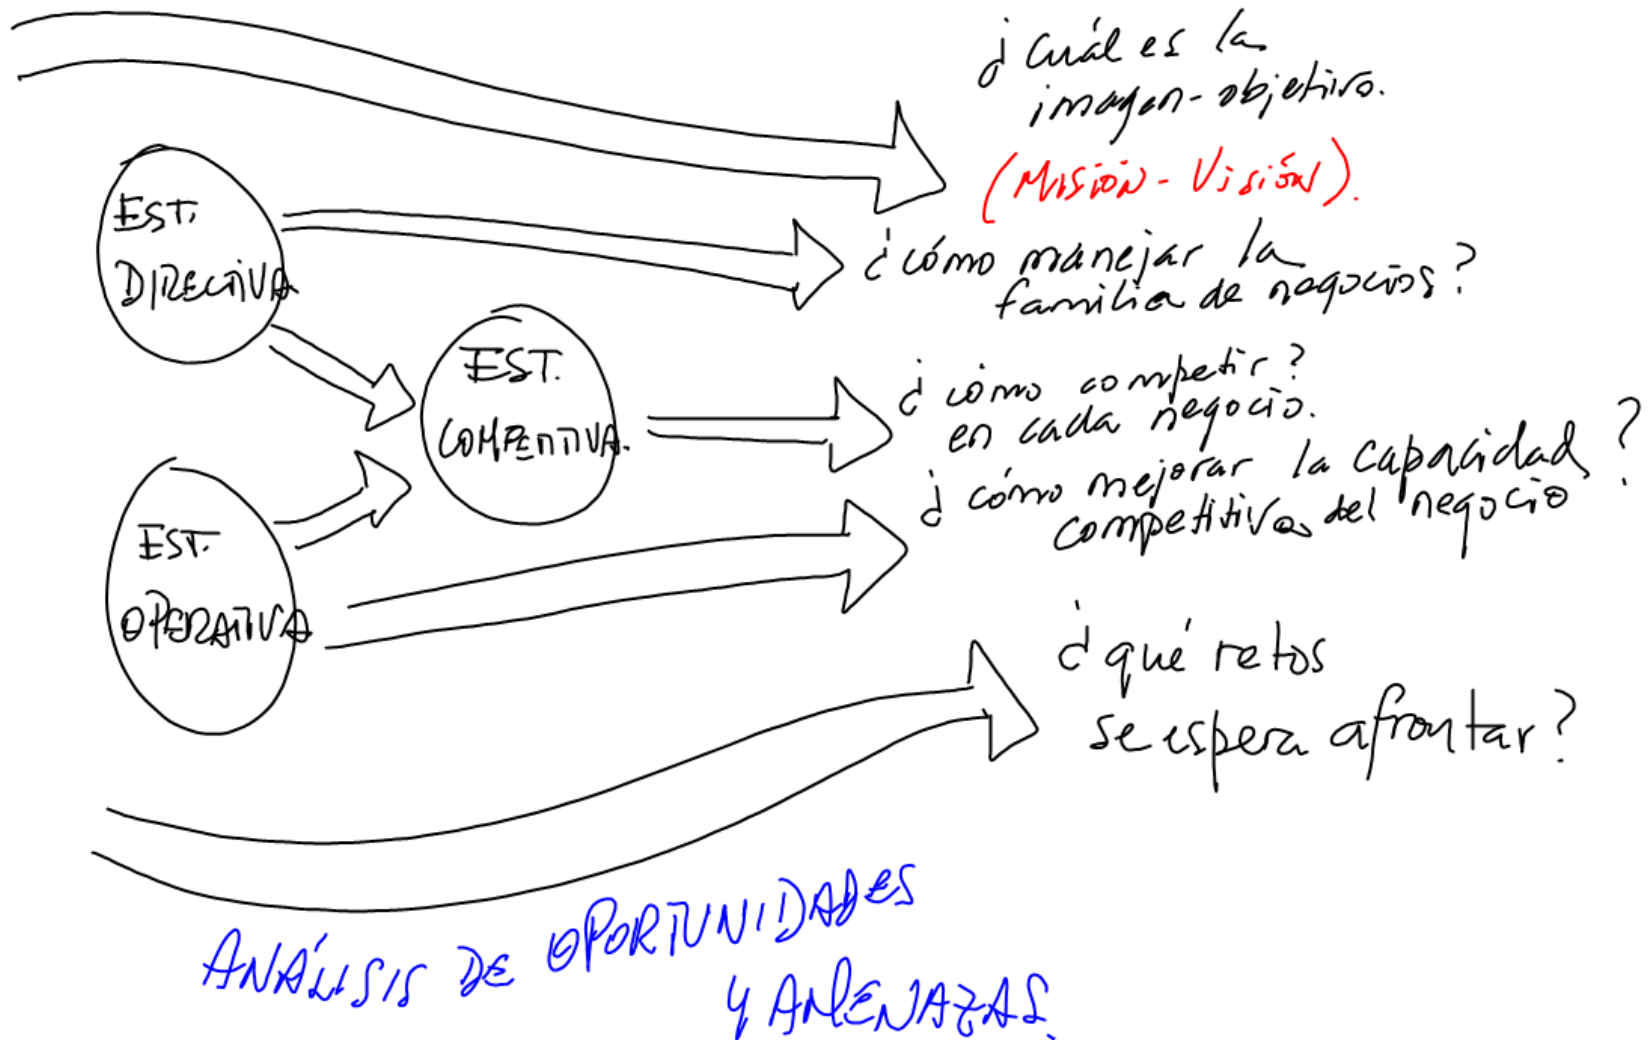 ¿Cuál es la
imagen-objetivo.
(Misión - Visión).
EST.
DIRECTIVA
¿cómo manejar la
familia de negocios?
EST.
COMPETITIVA.
¿cómo competir?
en cada negocio.
¿cómo mejorar la capacidad
competitiva del negocio?
EST.
OPERATIVA
¿qué retos
se espera afrontar?
ANÁLISIS DE OPORTUNIDADES
Y AMENAZAS.